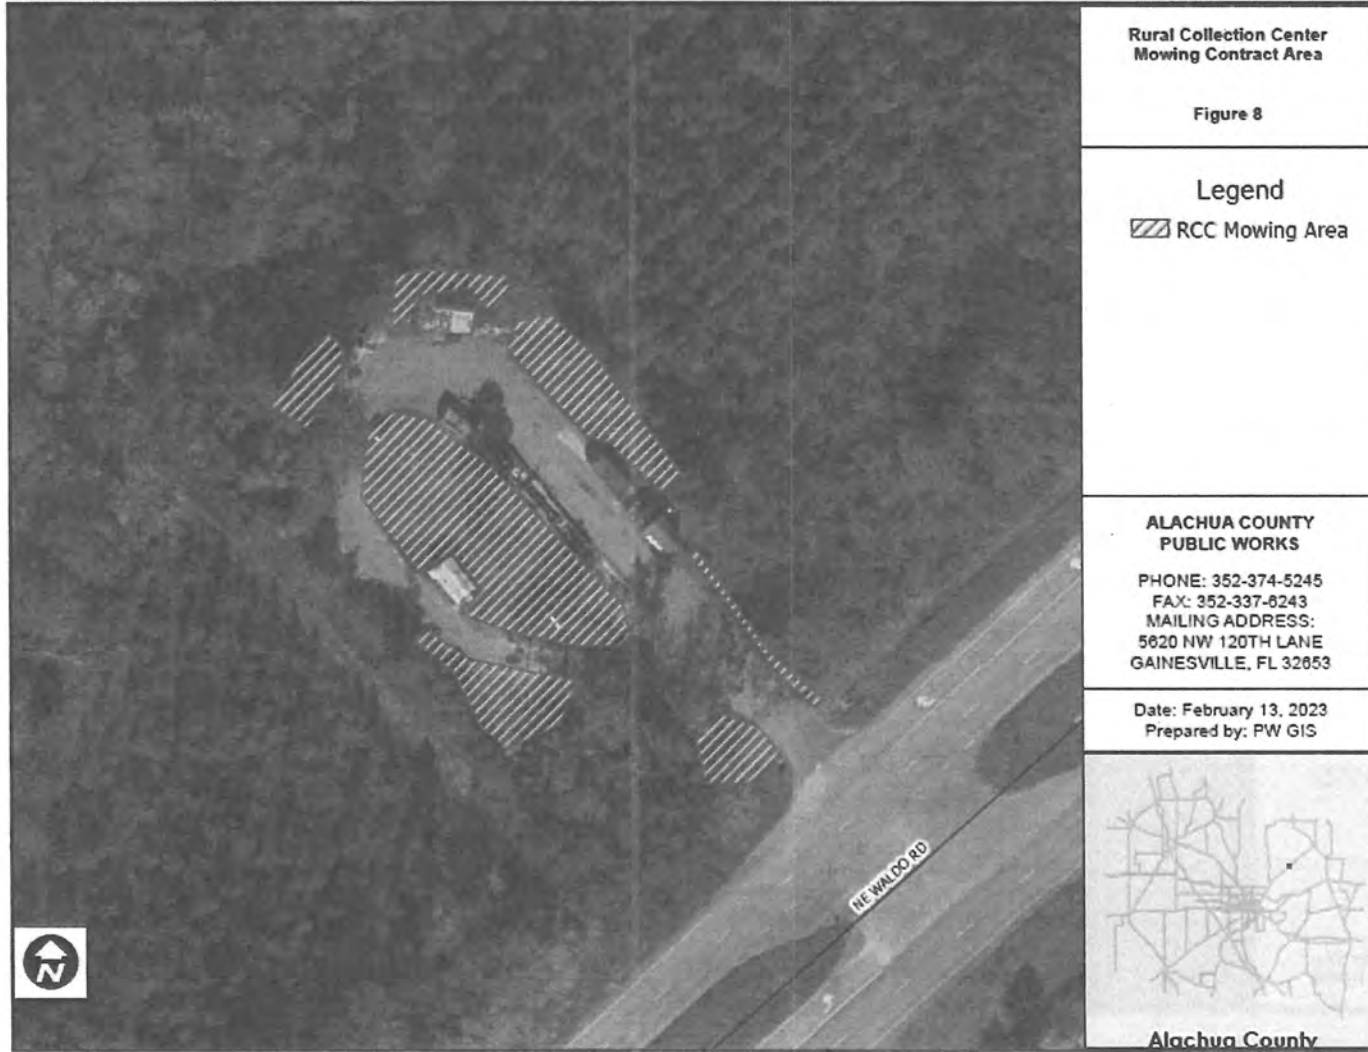 Rural Collection Center
Mowing Contract Area
Figure 8
Legend
RCC Mowing Area
ALACHUA COUNTY
PUBLIC WORKS
PHONE: 352-374-5245
FAX: 352-337-6243
MAILING ADDRESS:
5620 NW 120TH LANE
GAINESVILLE, FL 32653
Date: February 13, 2023
Prepared by: PW GIS
NE WALDO RD
N
Alachua County